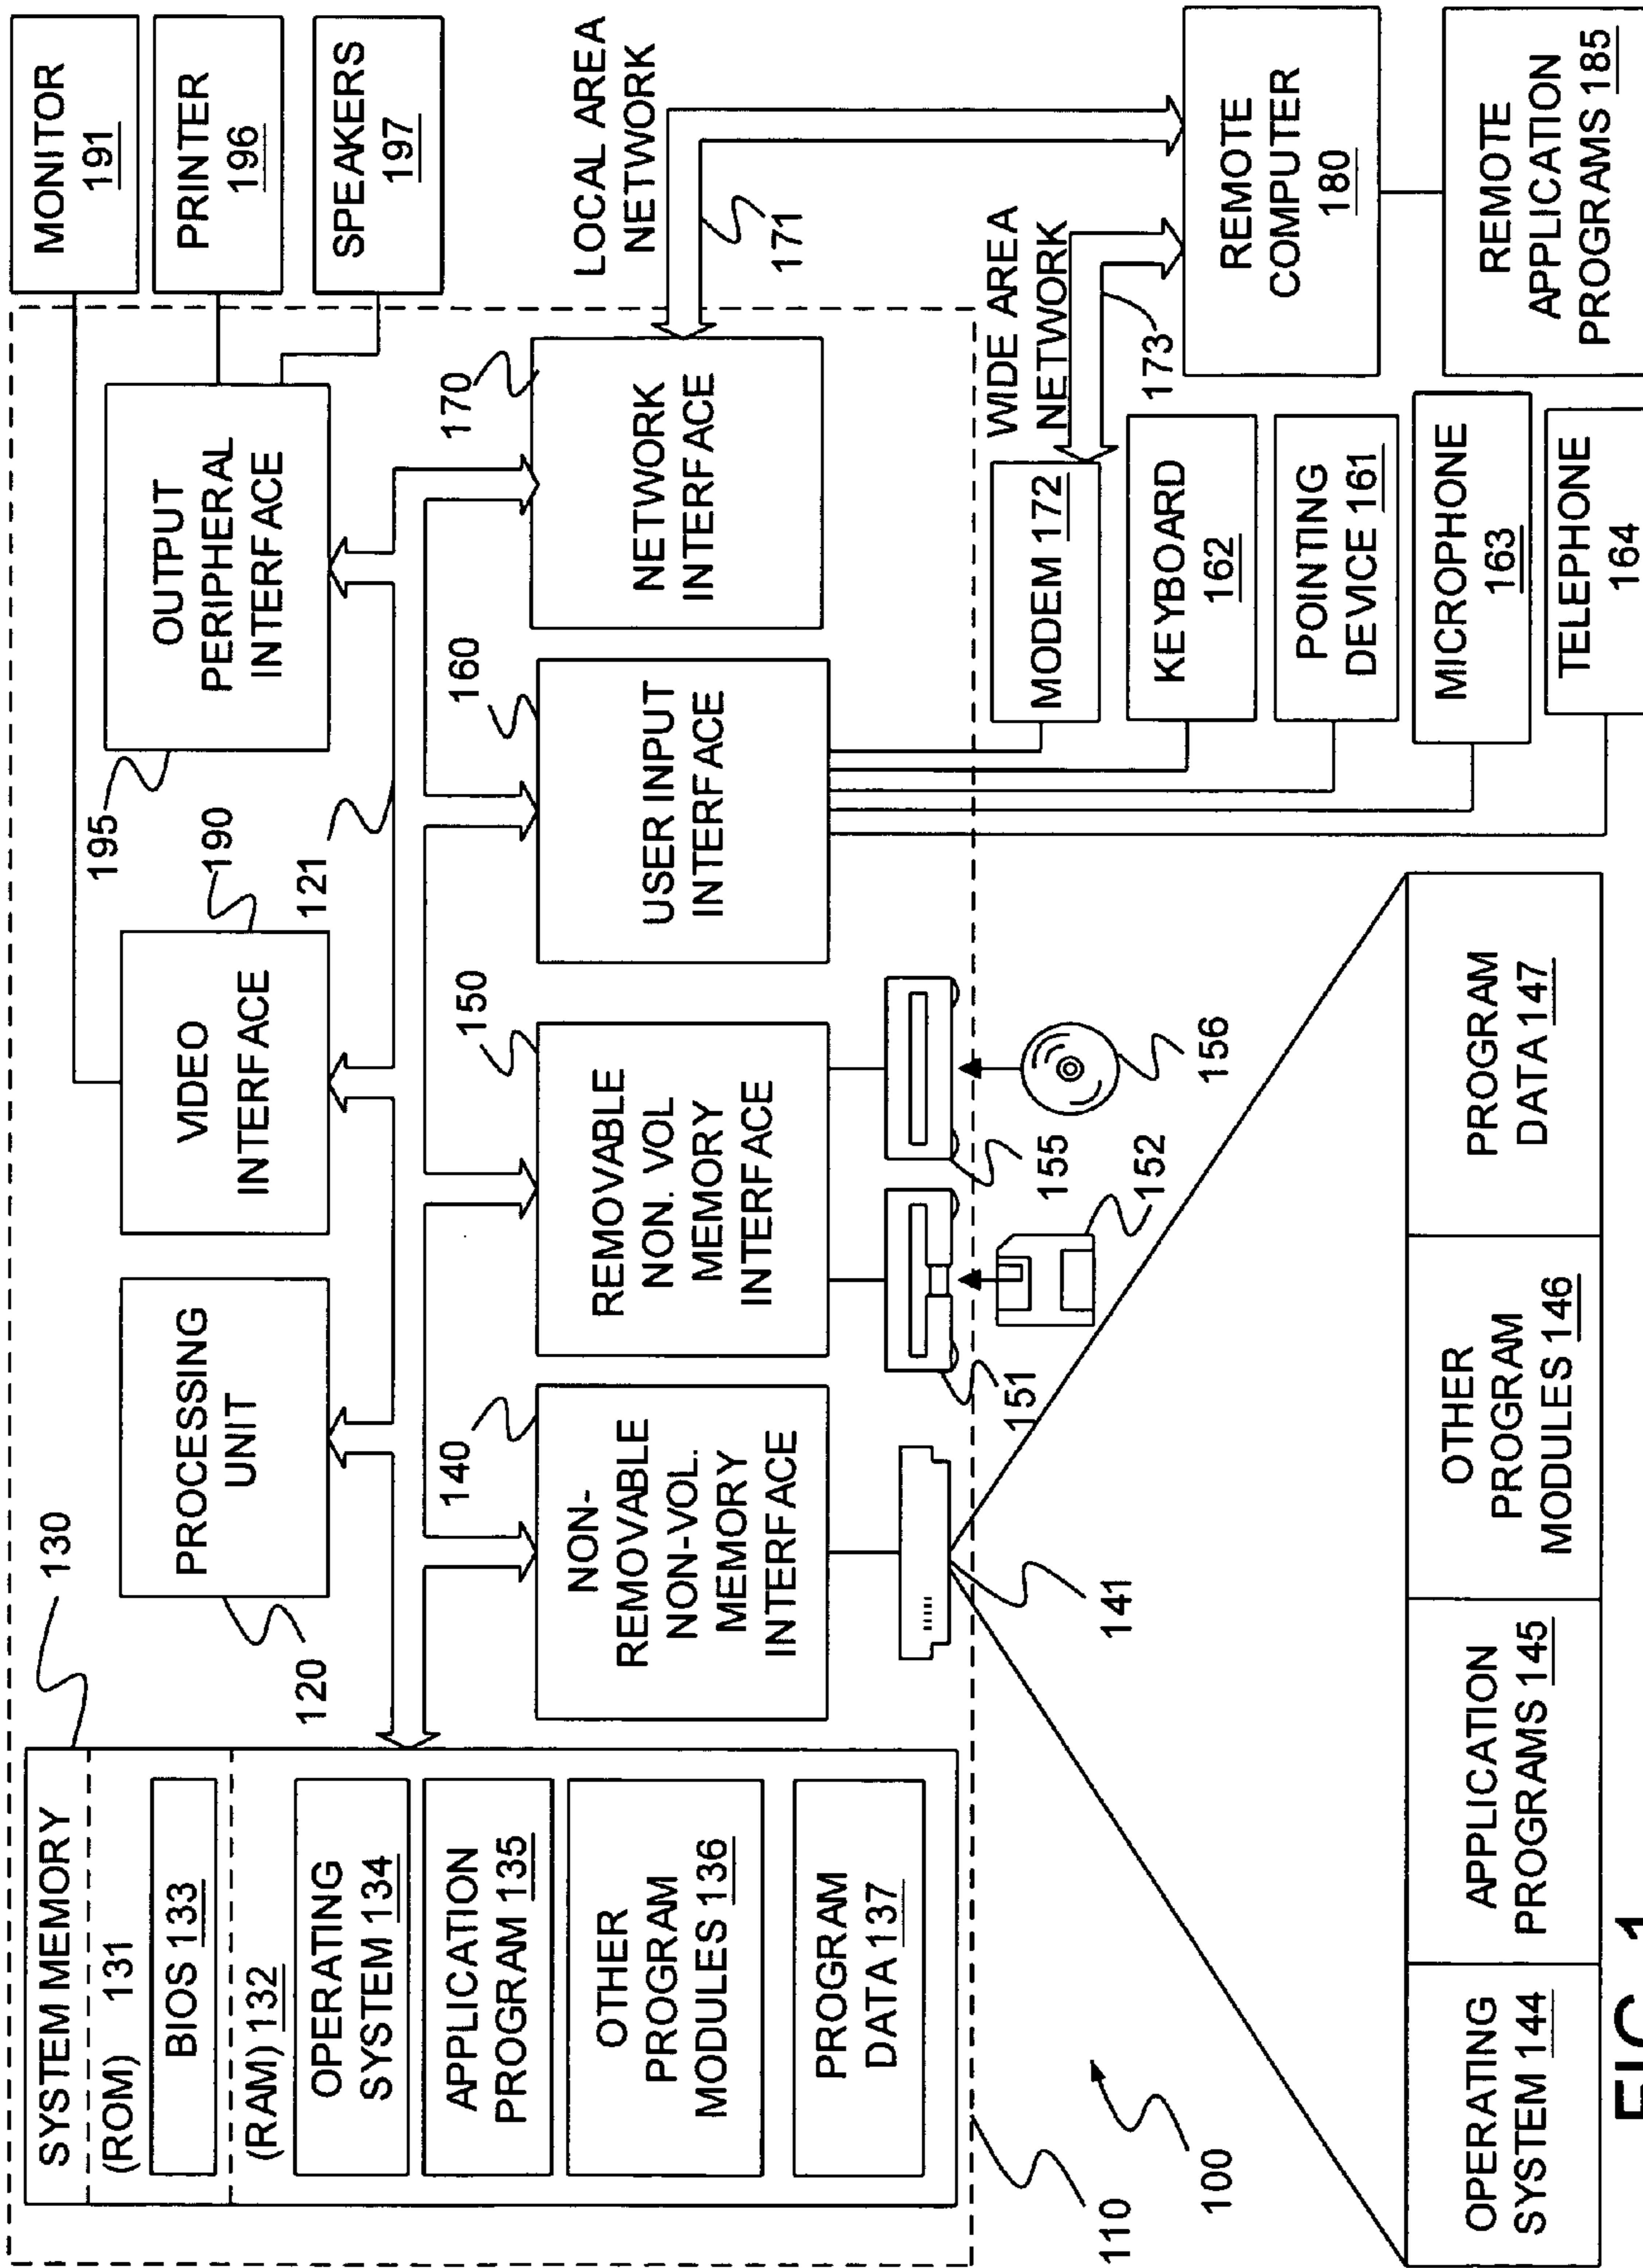 SYSTEM MEMORY
(ROM) 131
BIOS 133
(RAM) 132
OPERATING
SYSTEM 134
APPLICATION
PROGRAM 135
OTHER
PROGRAM
MODULES 136
PROGRAM
DATA 137
130
PROCESSING
UNIT
120
VIDEO
INTERFACE
190
121
OUTPUT
PERIPHERAL
INTERFACE
195
MONITOR
191
PRINTER
196
SPEAKERS
197
NON-
REMOVABLE
NON-VOL.
MEMORY
INTERFACE
140
REMOVABLE
NON. VOL
MEMORY
INTERFACE
150
USER INPUT
INTERFACE
160
NETWORK
INTERFACE
170
LOCAL AREA
NETWORK
171
141
151
152
155
156
WIDE AREA
NETWORK
173
MODEM 172
KEYBOARD
162
POINTING
DEVICE 161
MICROPHONE
163
TELEPHONE
164
REMOTE
COMPUTER
180
REMOTE
APPLICATION
PROGRAMS 185
110
100
OPERATING
SYSTEM 144
APPLICATION
PROGRAMS 145
OTHER
PROGRAM
MODULES 146
PROGRAM
DATA 147
FIG. 1